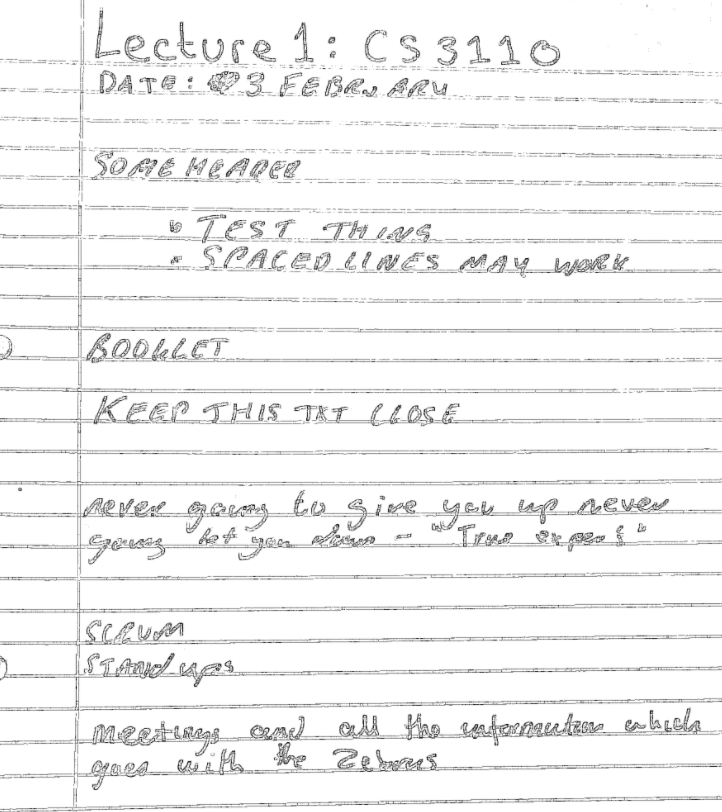 Lecture 1: CS 3110
DATE: 3 FEBRUARY
SOME HEADER
TEST THING
- SPACED LINES MAY WORK
BOOKLET
KEEP THIS TXT CLOSE
never going to give you up never
going let you down - "True
SCRUM
STAND ups
Meetings and all the information which
goes with the Zebras